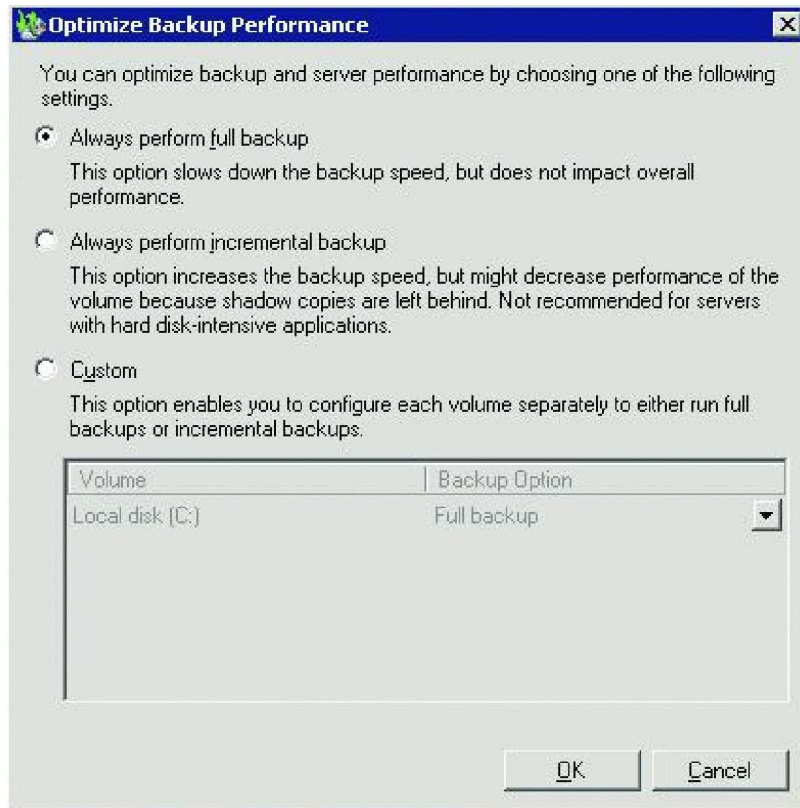 Optimize Backup Performance
You can optimize backup and server performance by choosing one of the following
settings.
Always perform full backup
This option slows down the backup speed, but does not impact overall
performance.
Always perform incremental backup
This option increases the backup speed, but might decrease performance of the
volume because shadow copies are left behind. Not recommended for servers
with hard disk-intensive applications.
Custom
This option enables you to configure each volume separately to either run full
backups or incremental backups.
Volume Backup Option
Local disk (C:) Full backup
OK Cancel